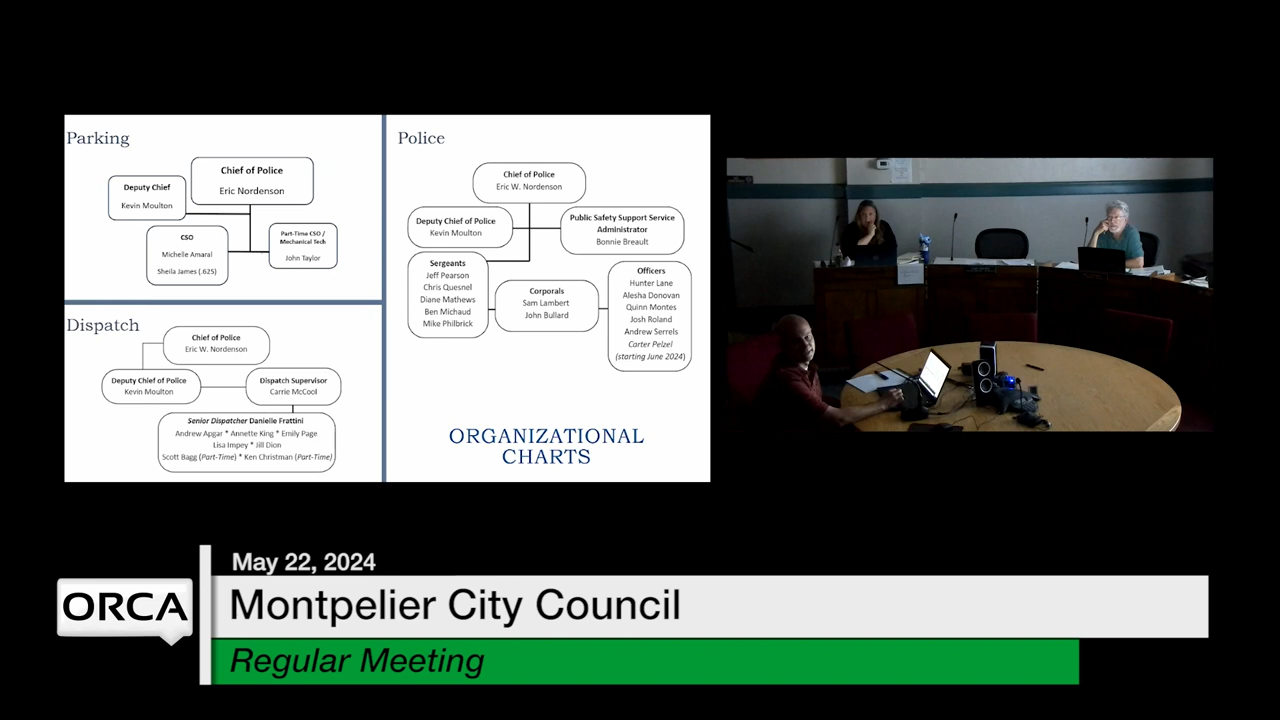 Parking
Chief of Police
Eric Nordenson
Deputy Chief
Kevin Moulton
CSO
Michelle Amaral
Sheila James (.625)
Part-Time CSO /
Mechanical Tech
John Taylor
Dispatch
Chief of Police
Eric W. Nordenson
Deputy Chief of Police
Kevin Moulton
Dispatch Supervisor
Carrie McCool
Senior Dispatcher Danielle Frattini
Andrew Apgar * Annette King * Emily Page
Lisa Impey * Jill Dion
Scott Bagg (Part-Time) * Ken Christman (Part-Time)
Police
Chief of Police
Eric W. Nordenson
Deputy Chief of Police
Kevin Moulton
Public Safety Support Service
Administrator
Bonnie Breault
Sergeants
Jeff Pearson
Chris Quesnel
Diane Mathews
Ben Michaud
Mike Philbrick
Corporals
Sam Lambert
John Bullard
Officers
Hunter Lane
Alesha Donovan
Quinn Montes
Josh Roland
Andrew Serrels
Carter Pelzel
(starting June 2024)
ORGANIZATIONAL
CHARTS
May 22, 2024
ORCA
Montpelier City Council
Regular Meeting